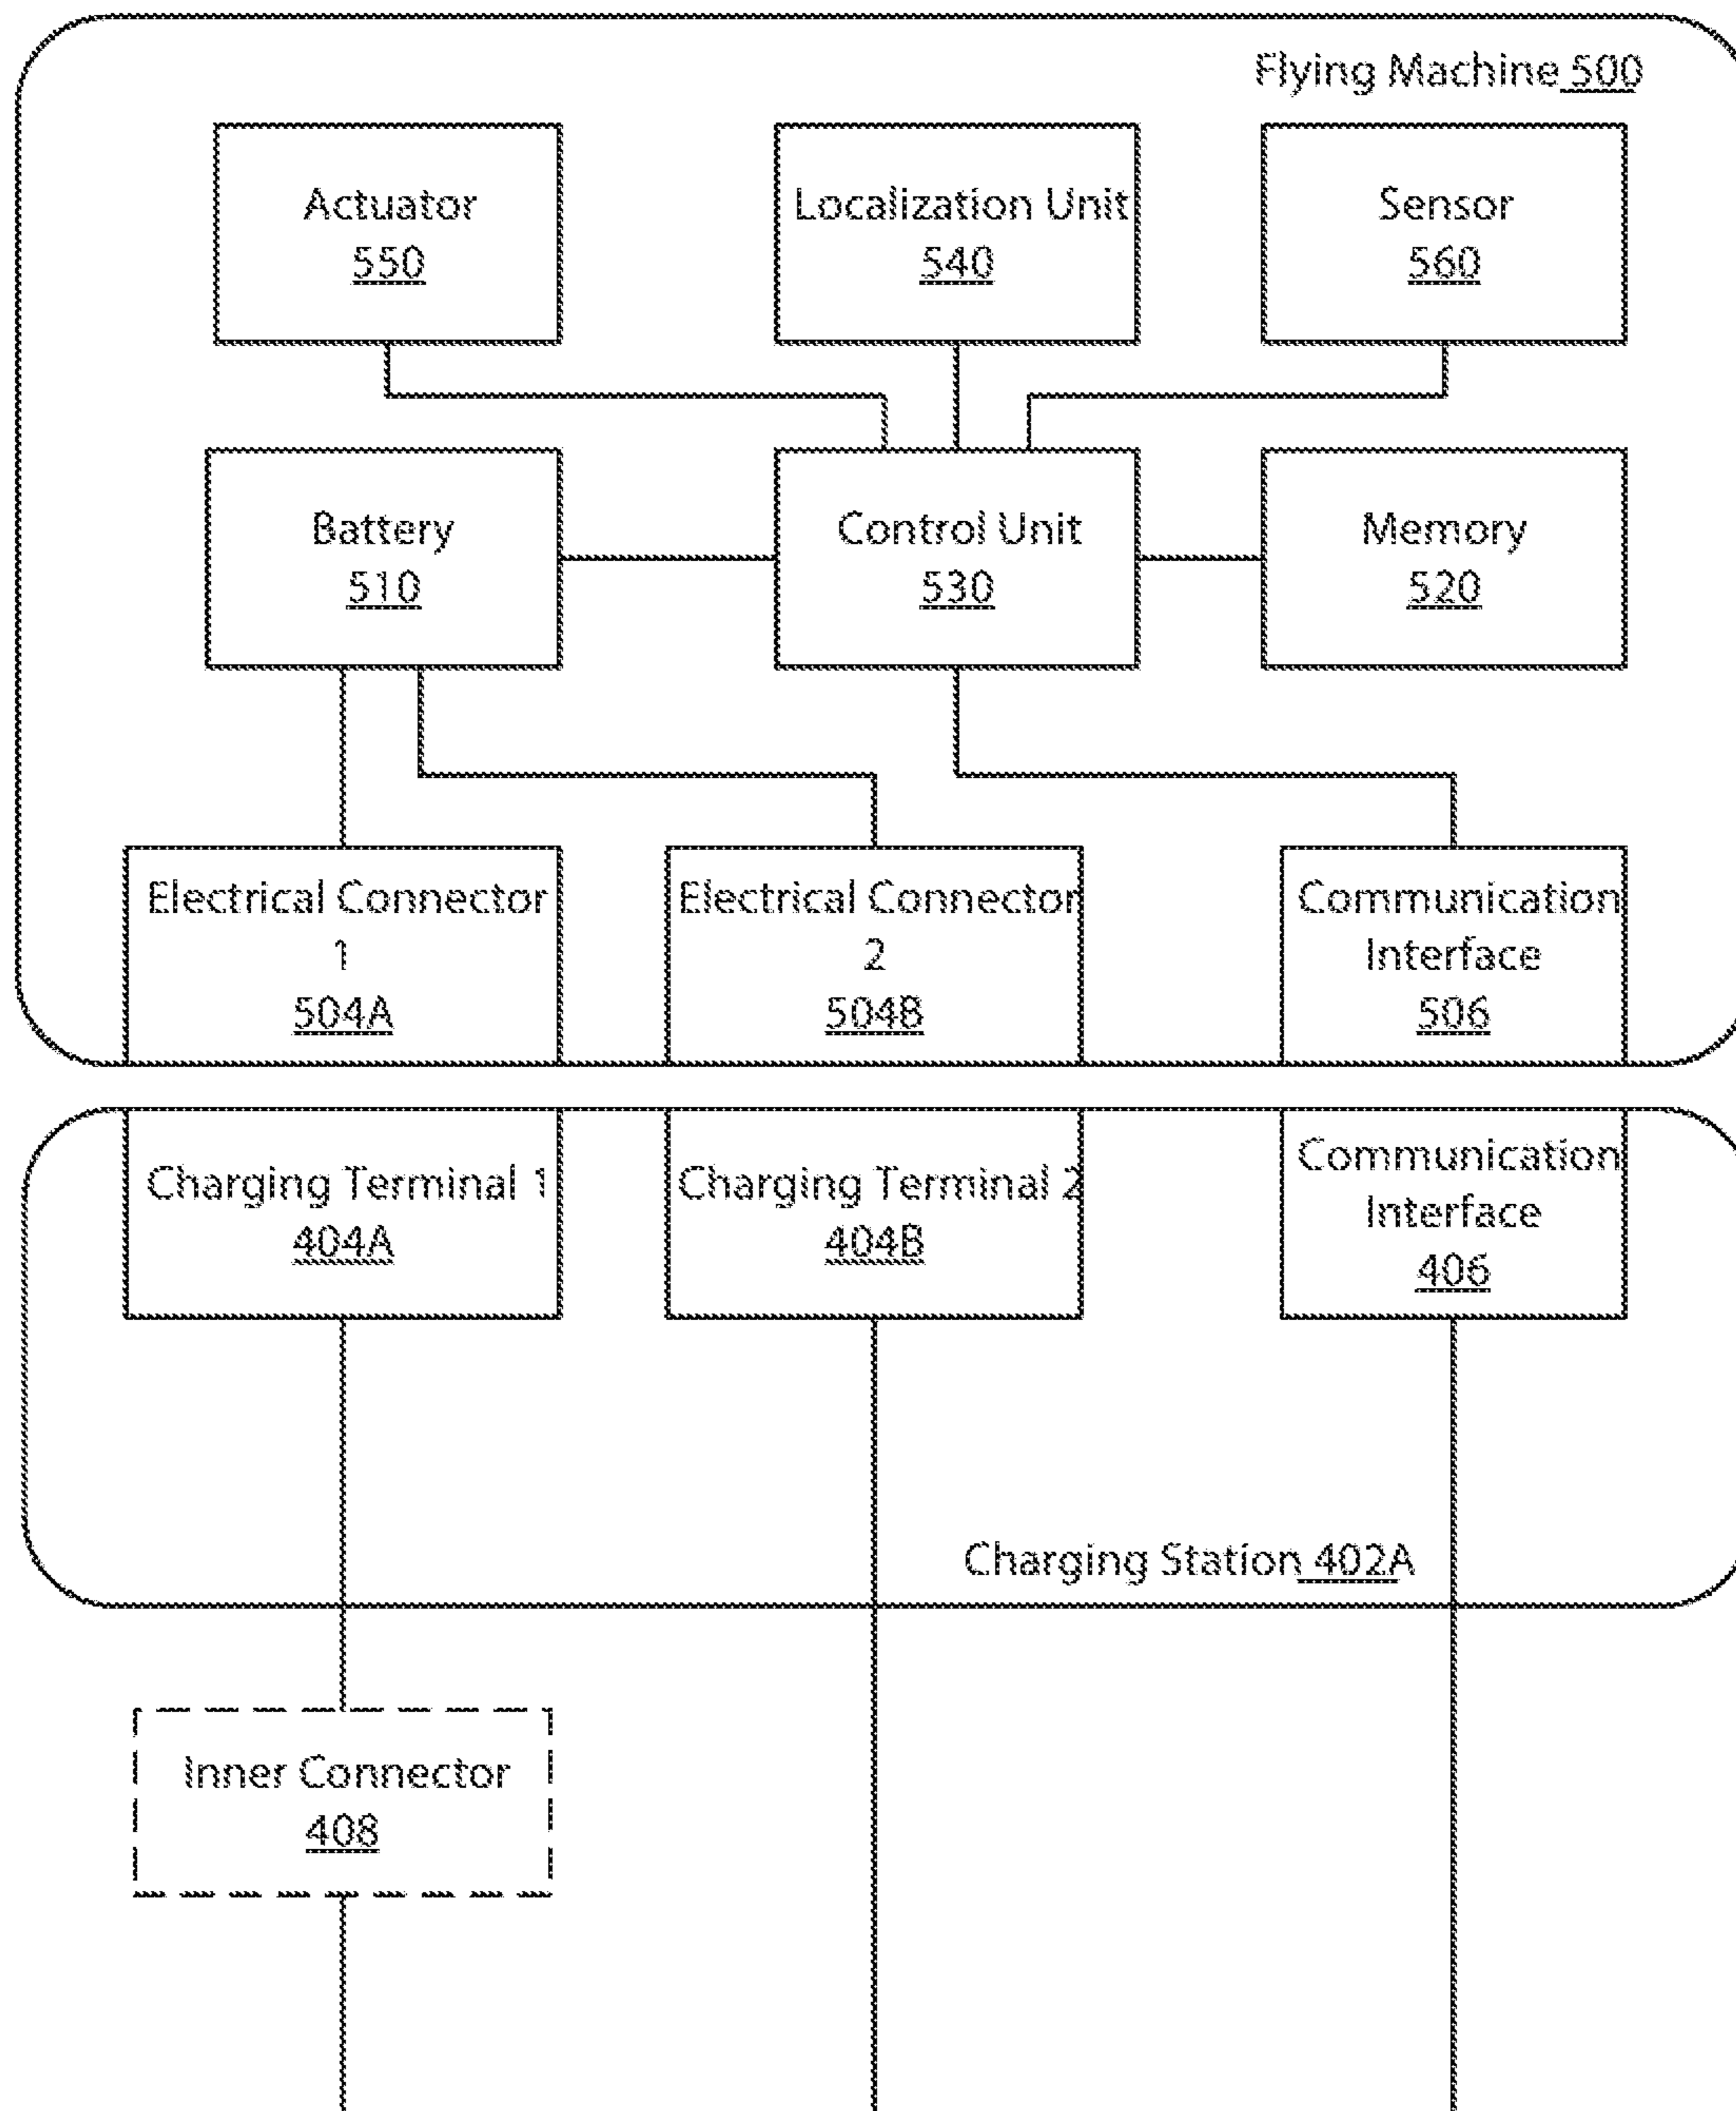 Flying Machine 500
Actuator
550
Localization Unit
540
Sensor
560
Battery
510
Control Unit
530
Memory
520
Electrical Connector
1
504A
Electrical Connector
2
504B
Communication
Interface
506
Charging Terminal 1
404A
Charging Terminal 2
404B
Communication
Interface
406
Charging Station 402A
Inner Connector
408